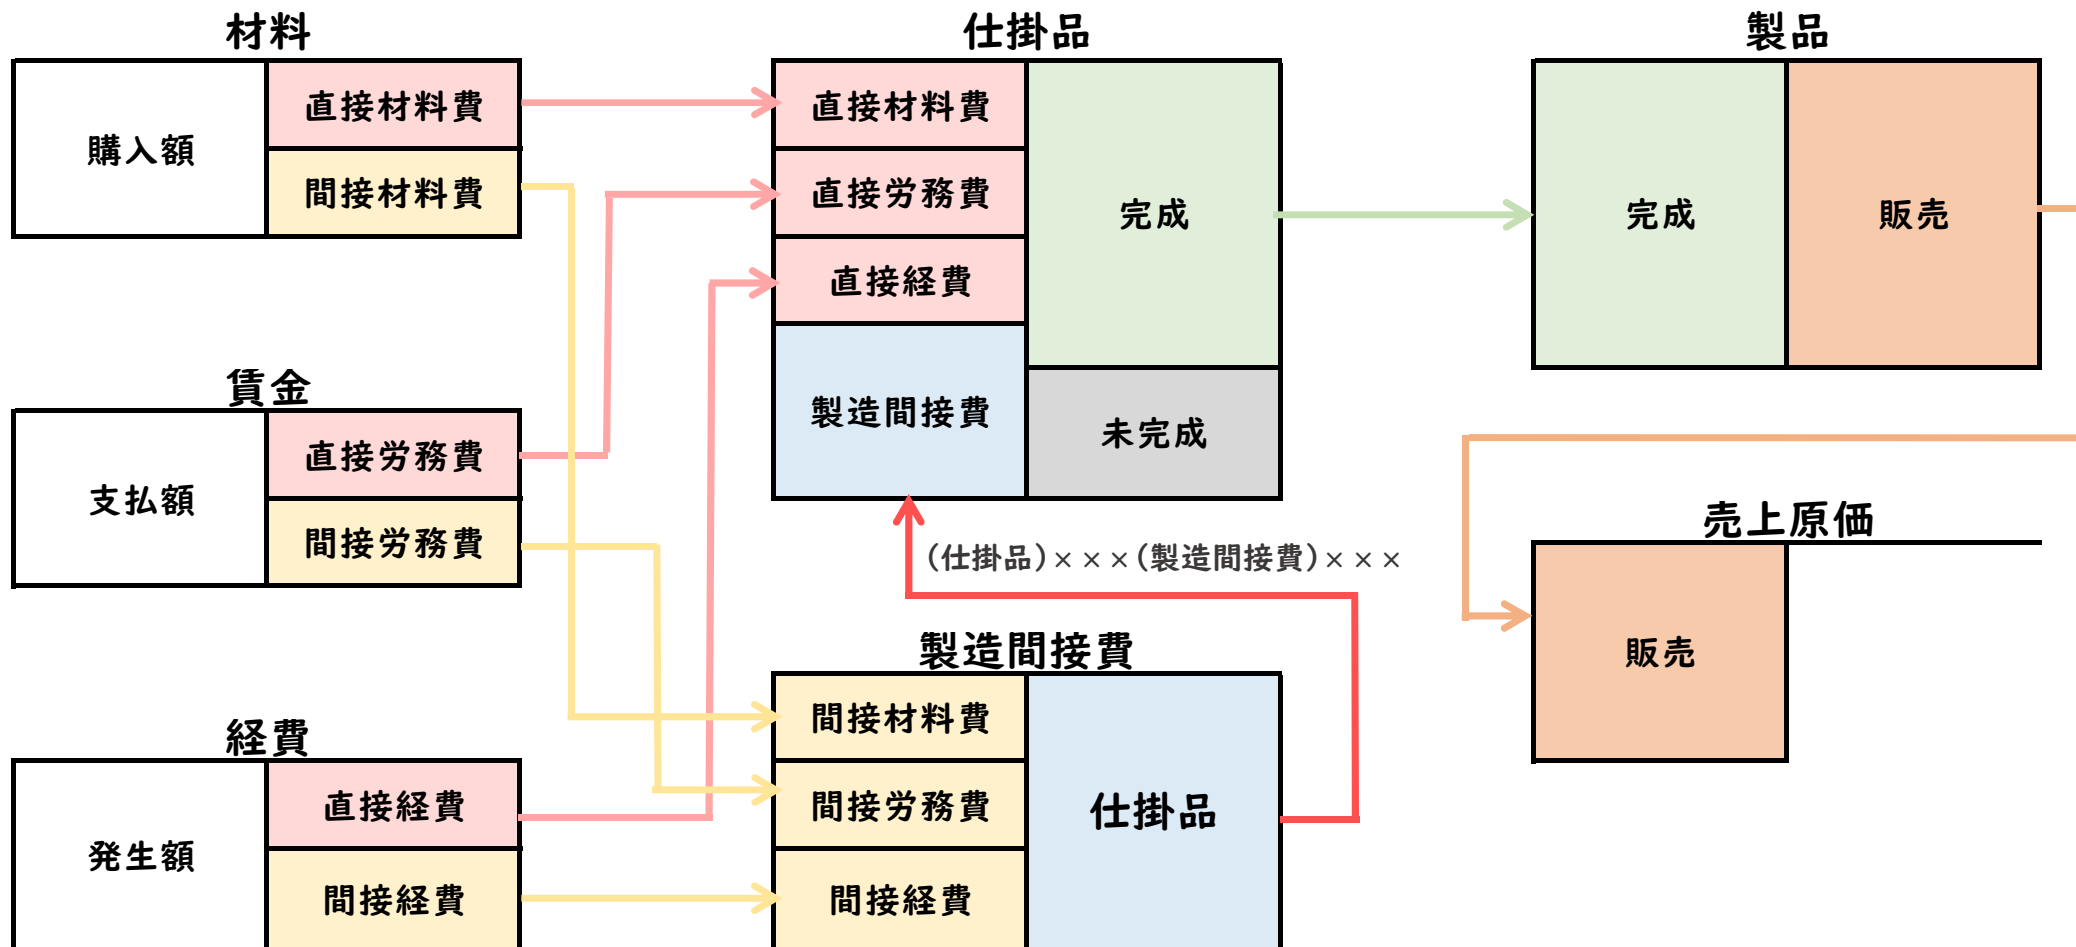 材料
購入額
直接材料費
間接材料費
賃金
支払額
直接労務費
間接労務費
経費
発生額
直接経費
間接経費
仕掛品
直接材料費
直接労務費
直接経費
製造間接費
完成
未完成
(仕掛品)×××(製造間接費)×××
製造間接費
間接材料費
間接労務費
間接経費
仕掛品
製品
完成
販売
売上原価
販売